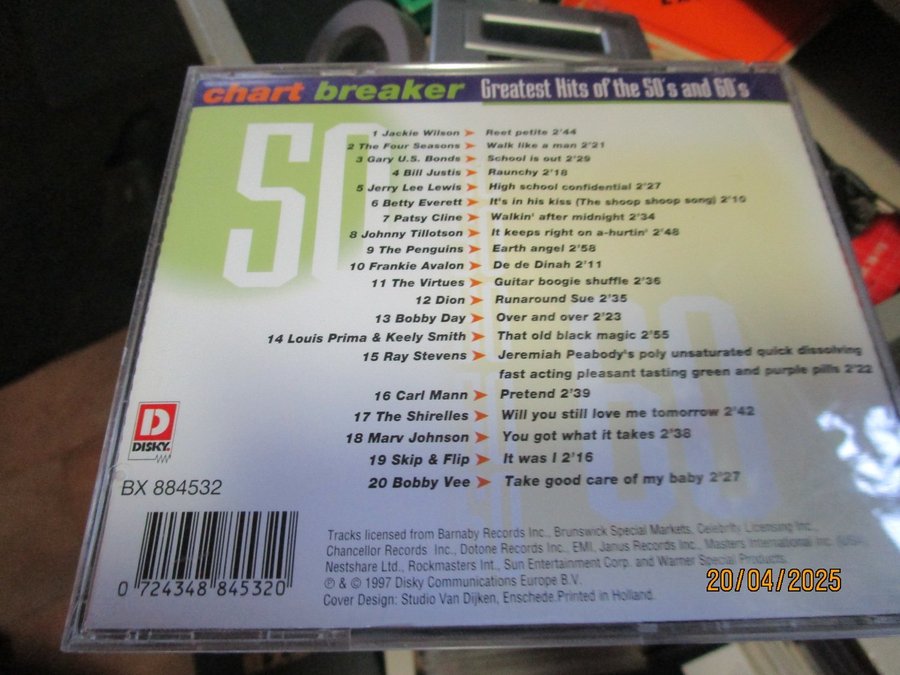 chart breaker Greatest Hits of the 50's and 60's
50
60
1 Jackie Wilson ➤ Reet petite 2'44
2 The Four Seasons ➤ Walk like a man 2'21
3 Gary U.S. Bonds ➤ School is out 2'29
4 Bill Justis ➤ Raunchy 2'18
5 Jerry Lee Lewis ➤ High school confidential 2'27
6 Betty Everett ➤ It's in his kiss (The shoop shoop song) 2'10
7 Patsy Cline ➤ Walkin' after midnight 2'34
8 Johnny Tillotson ➤ It keeps right on a-hurtin' 2'48
9 The Penguins ➤ Earth angel 2'58
10 Frankie Avalon ➤ De de Dinah 2'11
11 The Virtues ➤ Guitar boogie shuffle 2'36
12 Dion ➤ Runaround Sue 2'35
13 Bobby Day ➤ Over and over 2'23
14 Louis Prima & Keely Smith ➤ That old black magic 2'55
15 Ray Stevens ➤ Jeremiah Peabody's poly unsaturated quick dissolving
fast acting pleasant tasting green and purple pills 2'22
16 Carl Mann ➤ Pretend 2'39
17 The Shirelles ➤ Will you still love me tomorrow 2'42
18 Marv Johnson ➤ You got what it takes 2'38
19 Skip & Flip ➤ It was I 2'16
20 Bobby Vee ➤ Take good care of my baby 2'27
D
DISKY.
BX 884532
0 724348 845320
Tracks licensed from Barnaby Records Inc., Brunswick Special Markets, Celebrity Licensing Inc.,
Chancellor Records Inc., Dotone Records Inc., EMI, Janus Records Inc., Masters International Inc. (USA),
Nestshare Ltd., Rockmasters Int., Sun Entertainment Corp. and Warner Special Products.
℗ & © 1997 Disky Communications Europe B.V.
Cover Design: Studio Van Dijken, Enschede.Printed in Holland.
20/04/2025